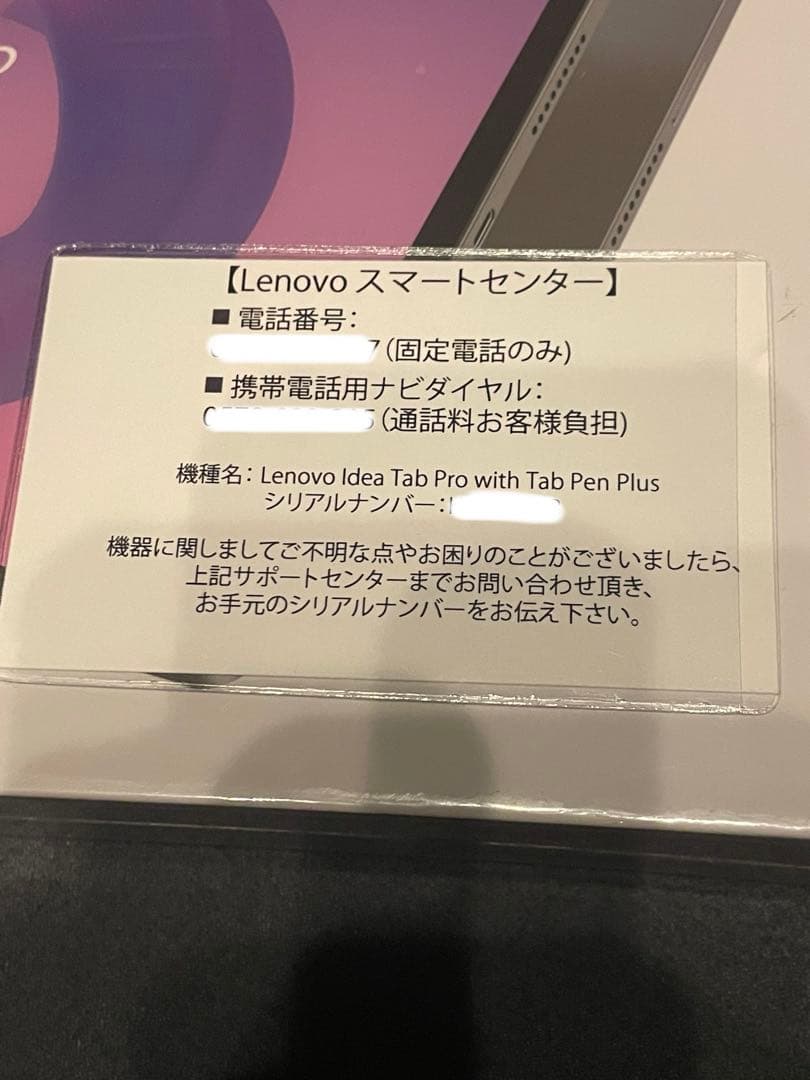 【Lenovo スマートセンター】
■ 電話番号：
(固定電話のみ)
■ 携帯電話用ナビダイヤル：
(通話料お客様負担)
機種名： Lenovo Idea Tab Pro with Tab Pen Plus
シリアルナンバー：
機器に関しましてご不明な点やお困りのことがございましたら、
上記サポートセンターまでお問い合わせ頂き、
お手元のシリアルナンバーをお伝え下さい。